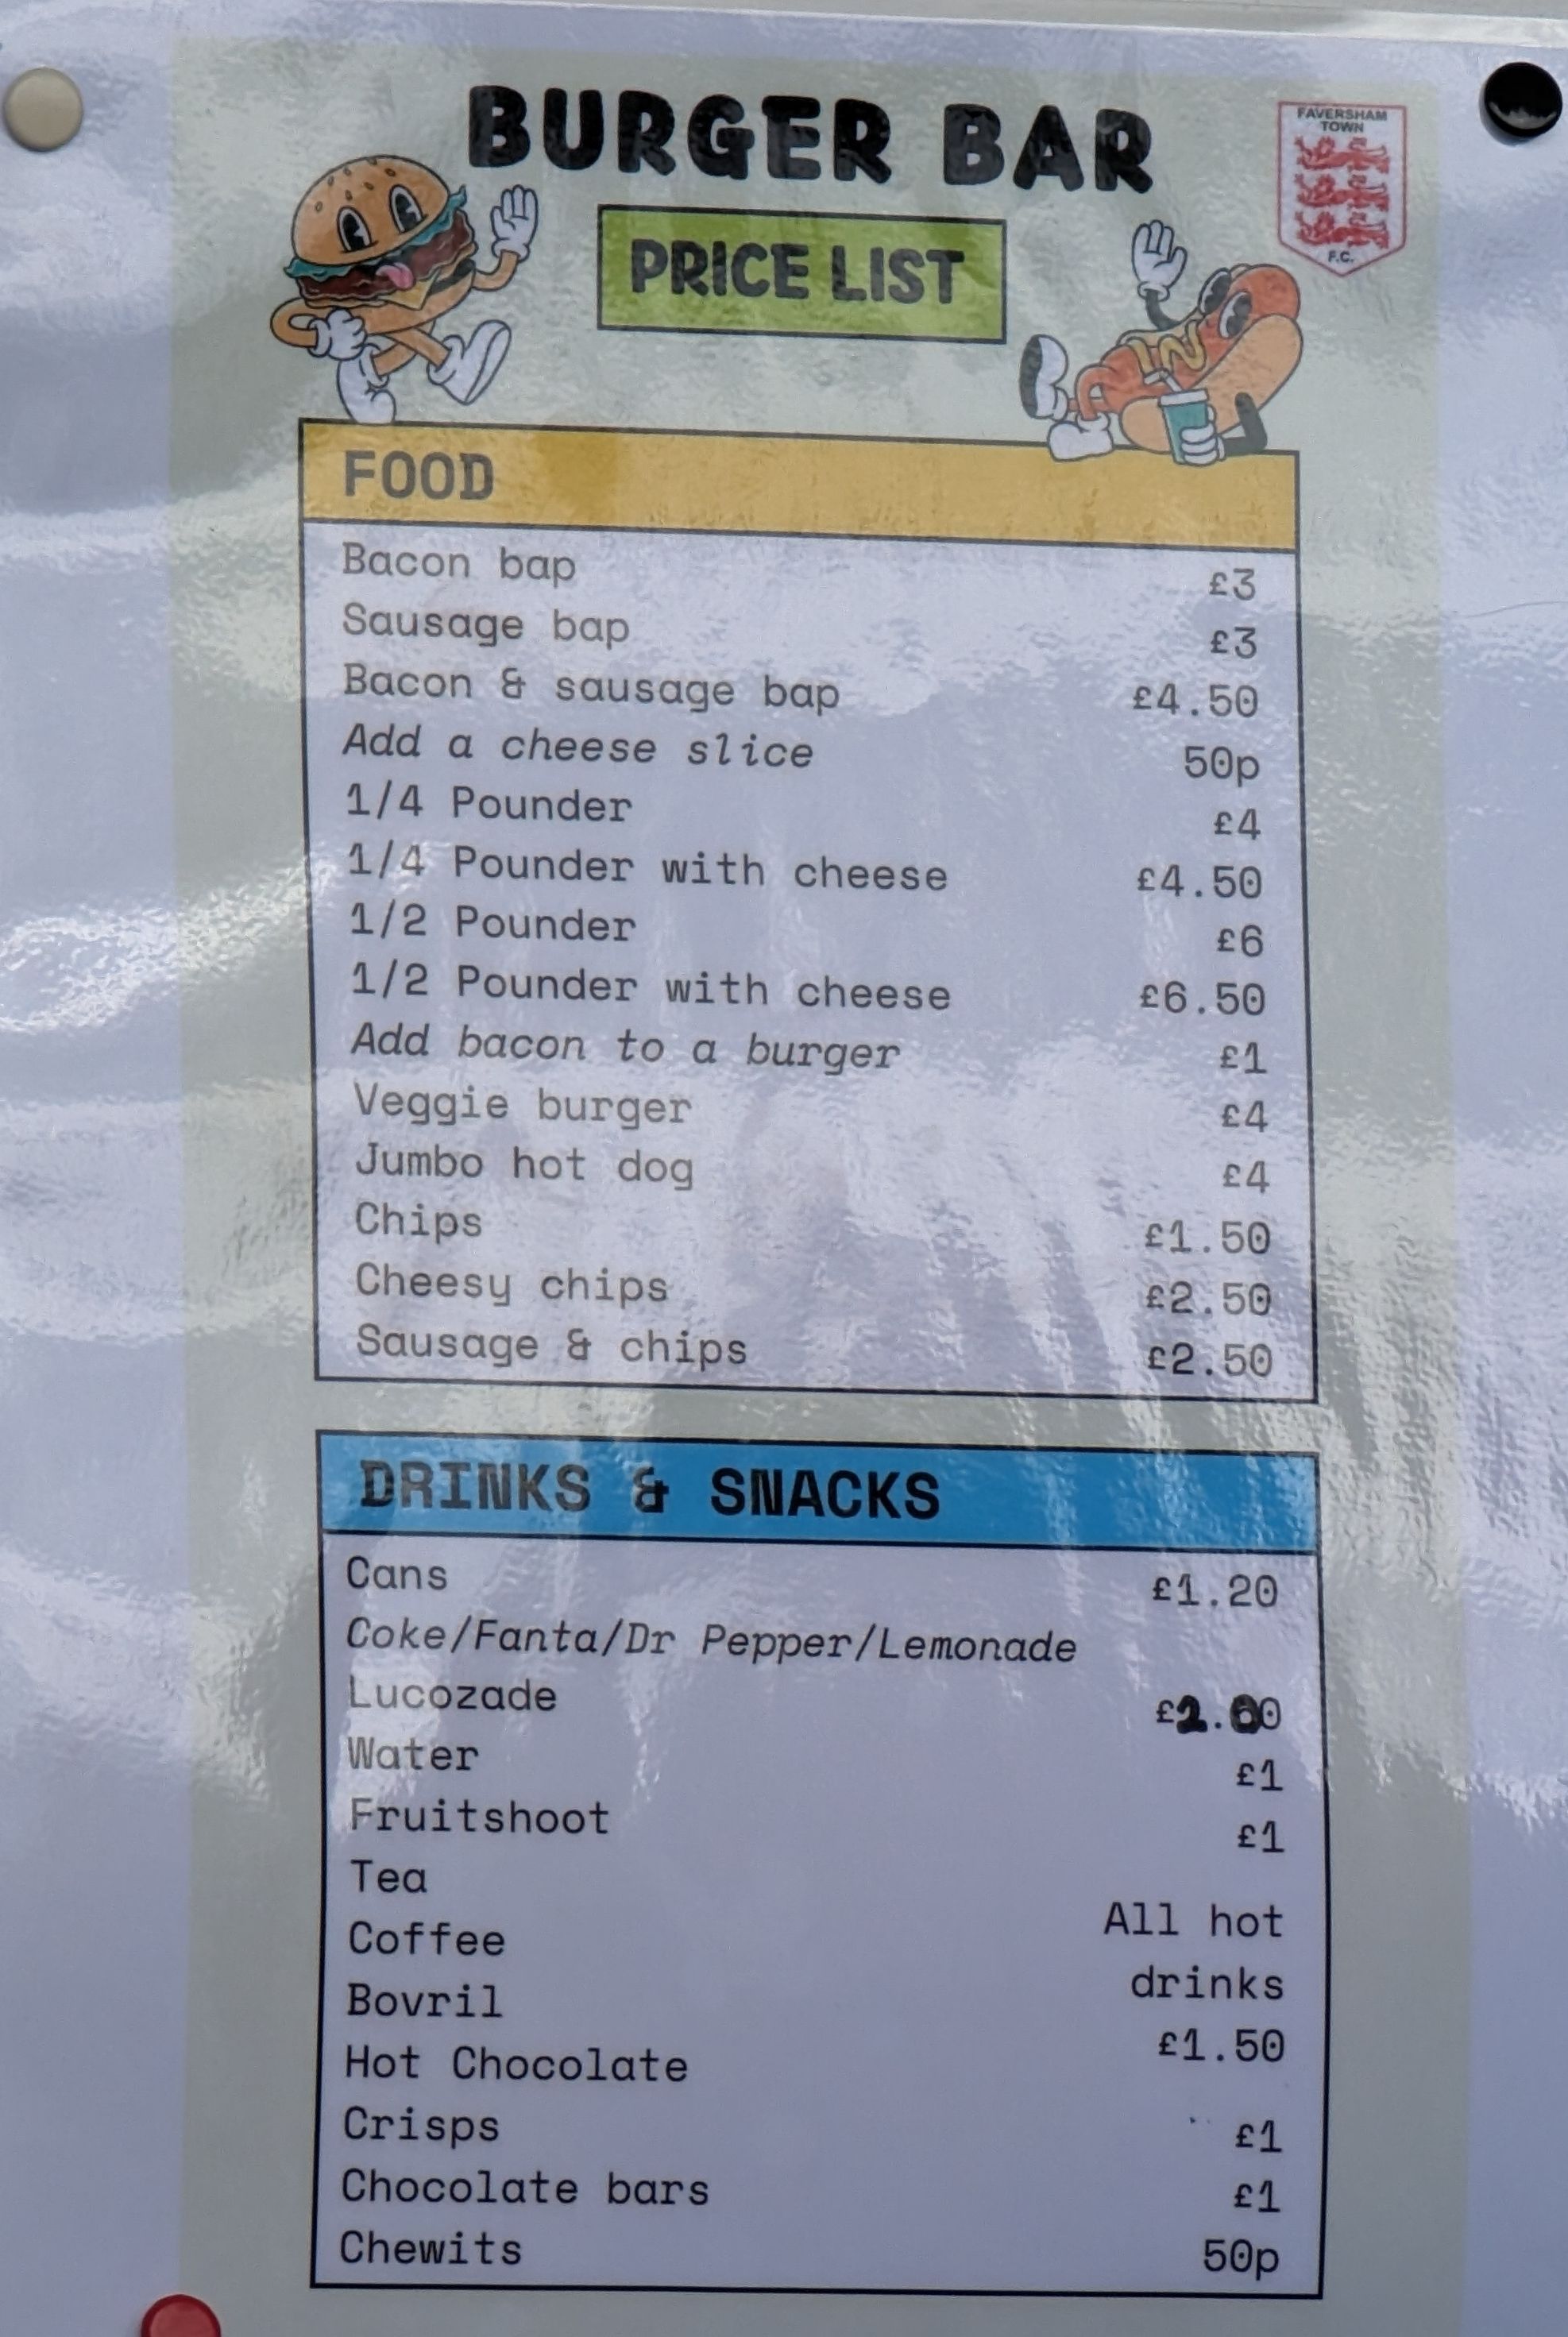 BURGER BAR
FAVERSHAM
TOWN
F.C.
PRICE LIST
FOOD
Bacon bap £3
Sausage bap £3
Bacon & sausage bap £4.50
Add a cheese slice 50p
1/4 Pounder £4
1/4 Pounder with cheese £4.50
1/2 Pounder £6
1/2 Pounder with cheese £6.50
Add bacon to a burger £1
Veggie burger £4
Jumbo hot dog £4
Chips £1.50
Cheesy chips £2.50
Sausage & chips £2.50
DRINKS & SNACKS
Cans £1.20
Coke/Fanta/Dr Pepper/Lemonade
Lucozade £2.00
Water £1
Fruitshoot £1
Tea
Coffee All hot
Bovril drinks
Hot Chocolate £1.50
Crisps £1
Chocolate bars £1
Chewits 50p